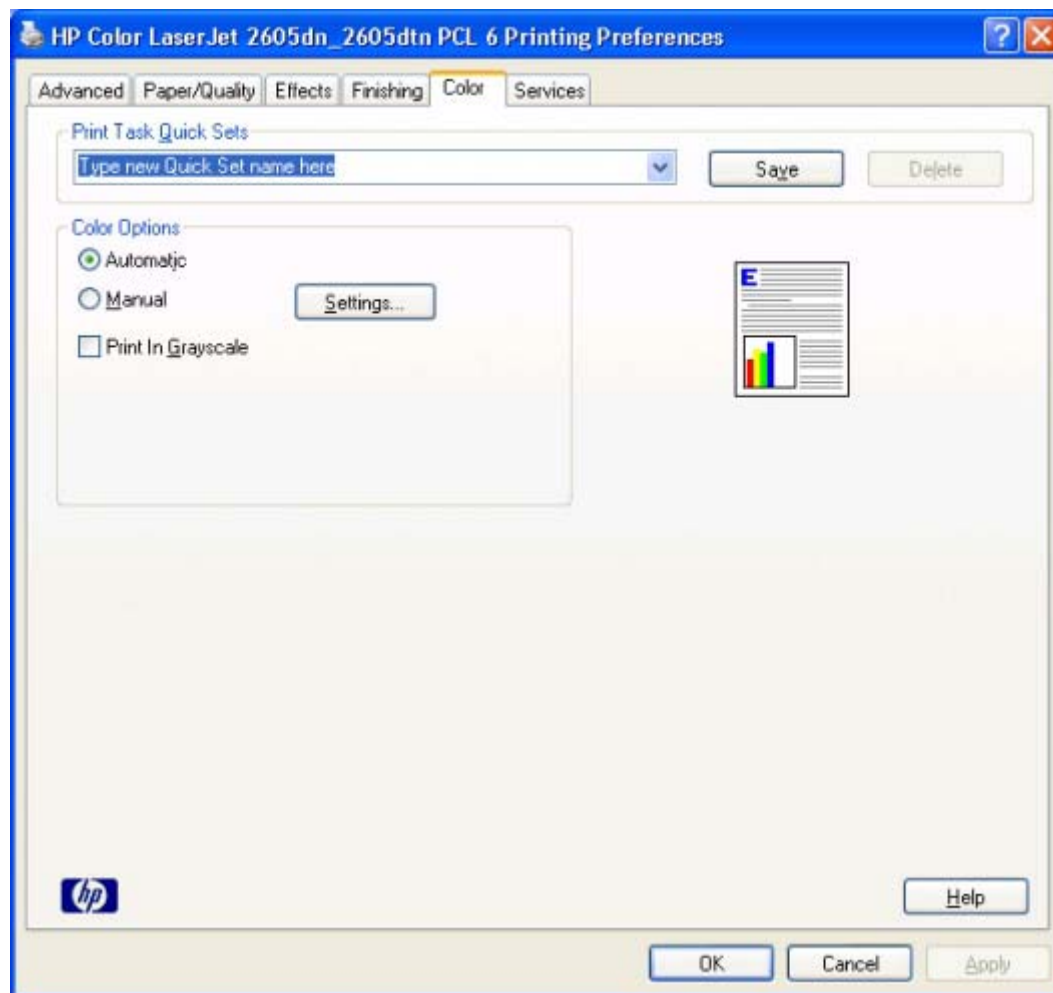 HP Color LaserJet 2605dn_2605dtn PCL 6 Printing Preferences
Advanced Paper/Quality Effects Finishing Color Services
Print Task Quick Sets
Type new Quick Set name here Save Delete
Color Options
Automatic
E
Manual Settings...
Print In Grayscale
hp Help
OK Cancel Apply